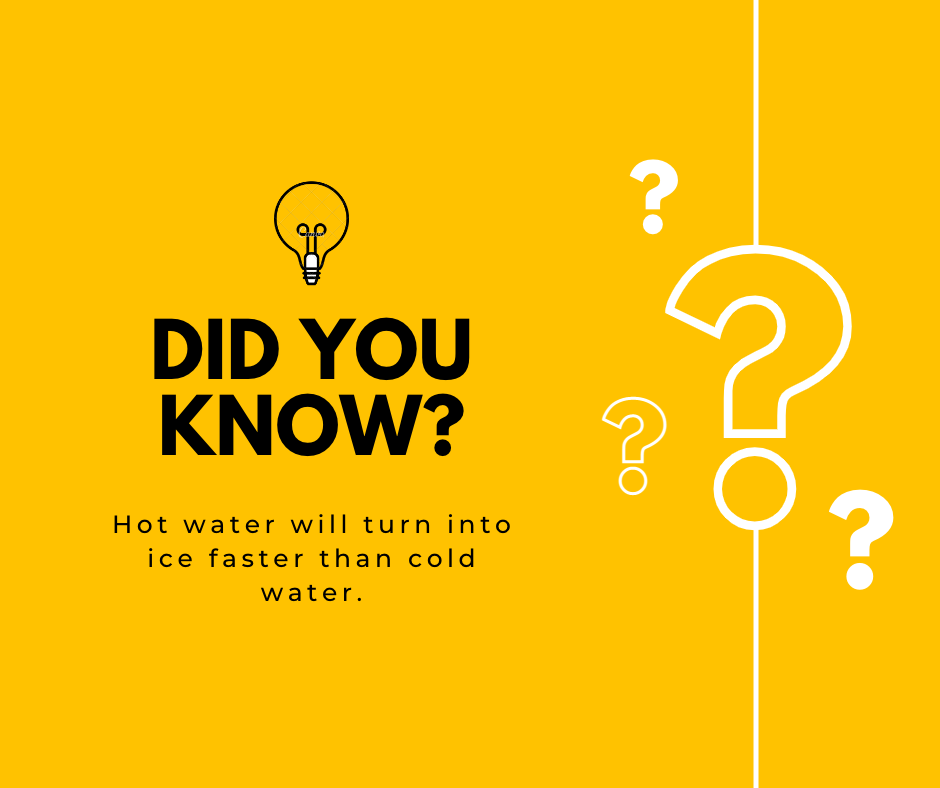 DID YOU
KNOW?
Hot water will turn into
ice faster than cold
water.